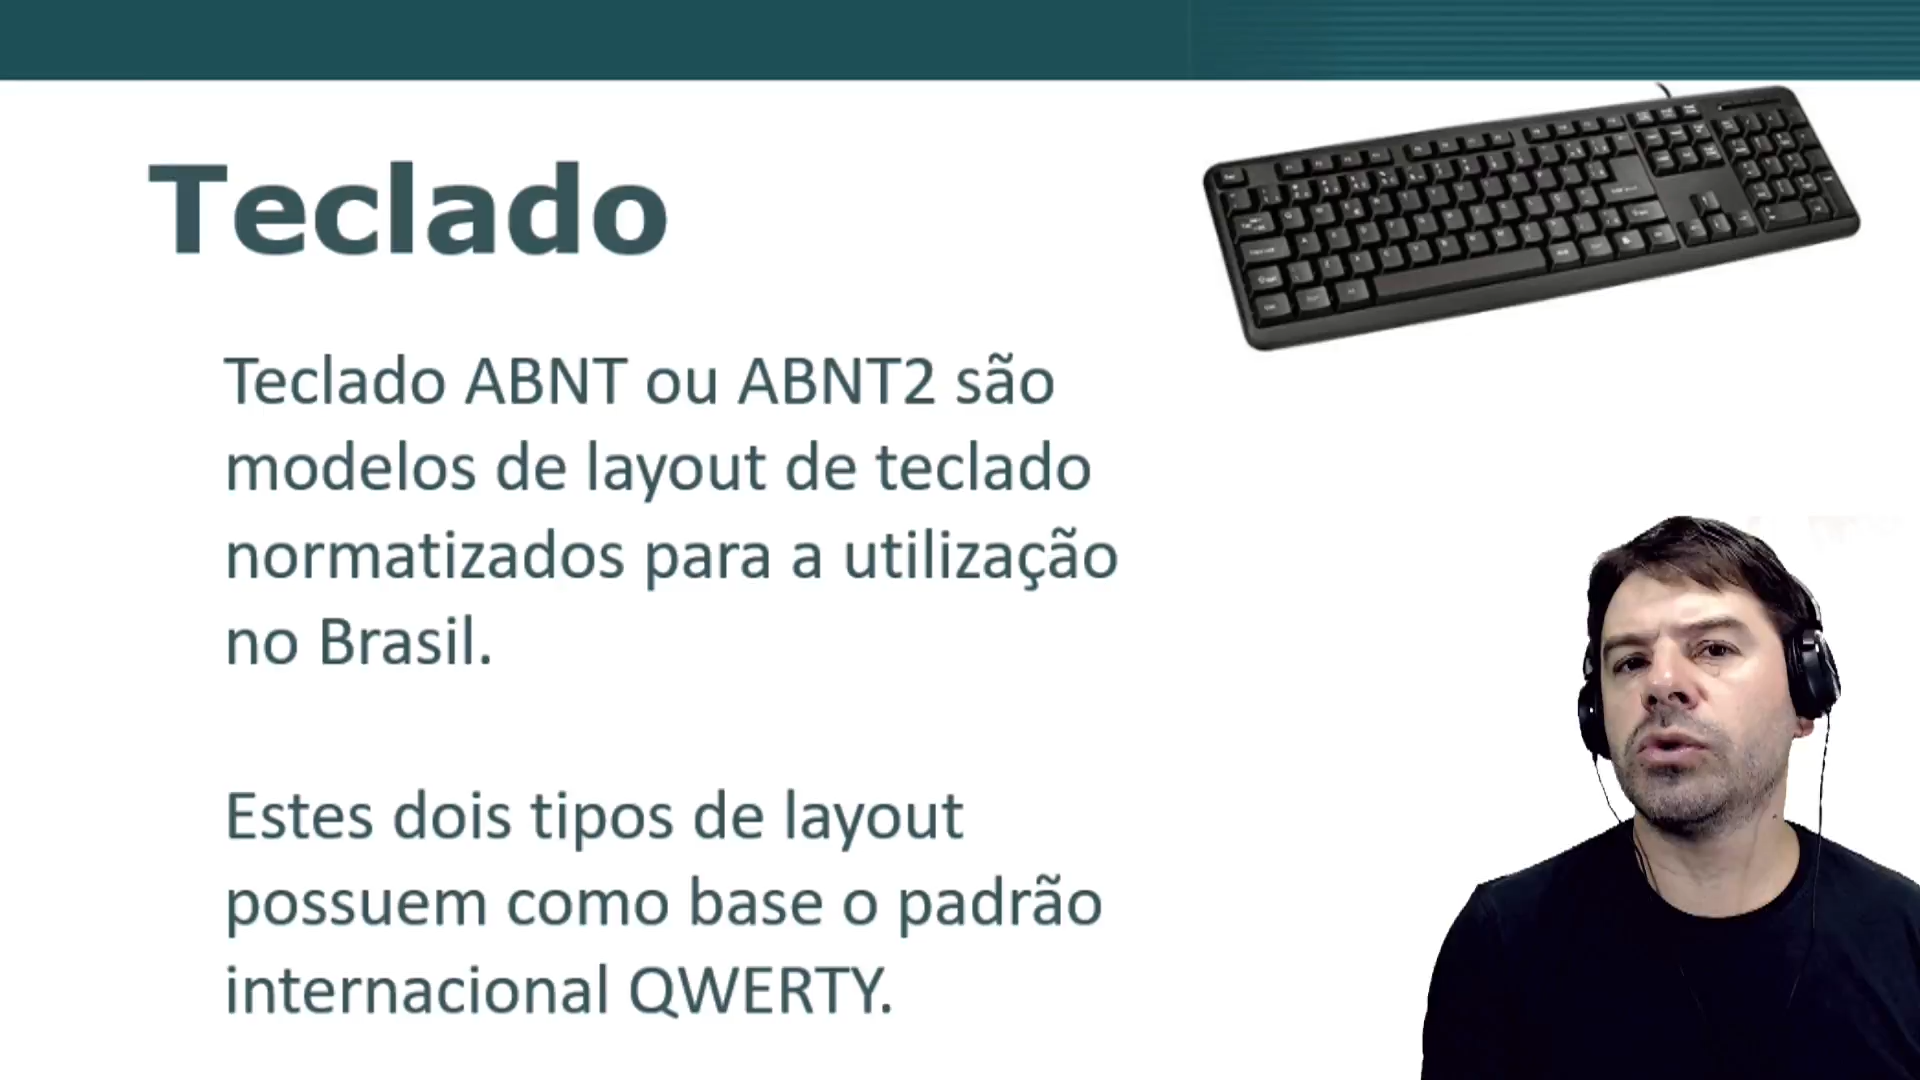 Teclado
Teclado ABNT ou ABNT2 são
modelos de layout de teclado
normatizados para a utilização
no Brasil.
Estes dois tipos de layout
possuem como base o padrão
internacional QWERTY.